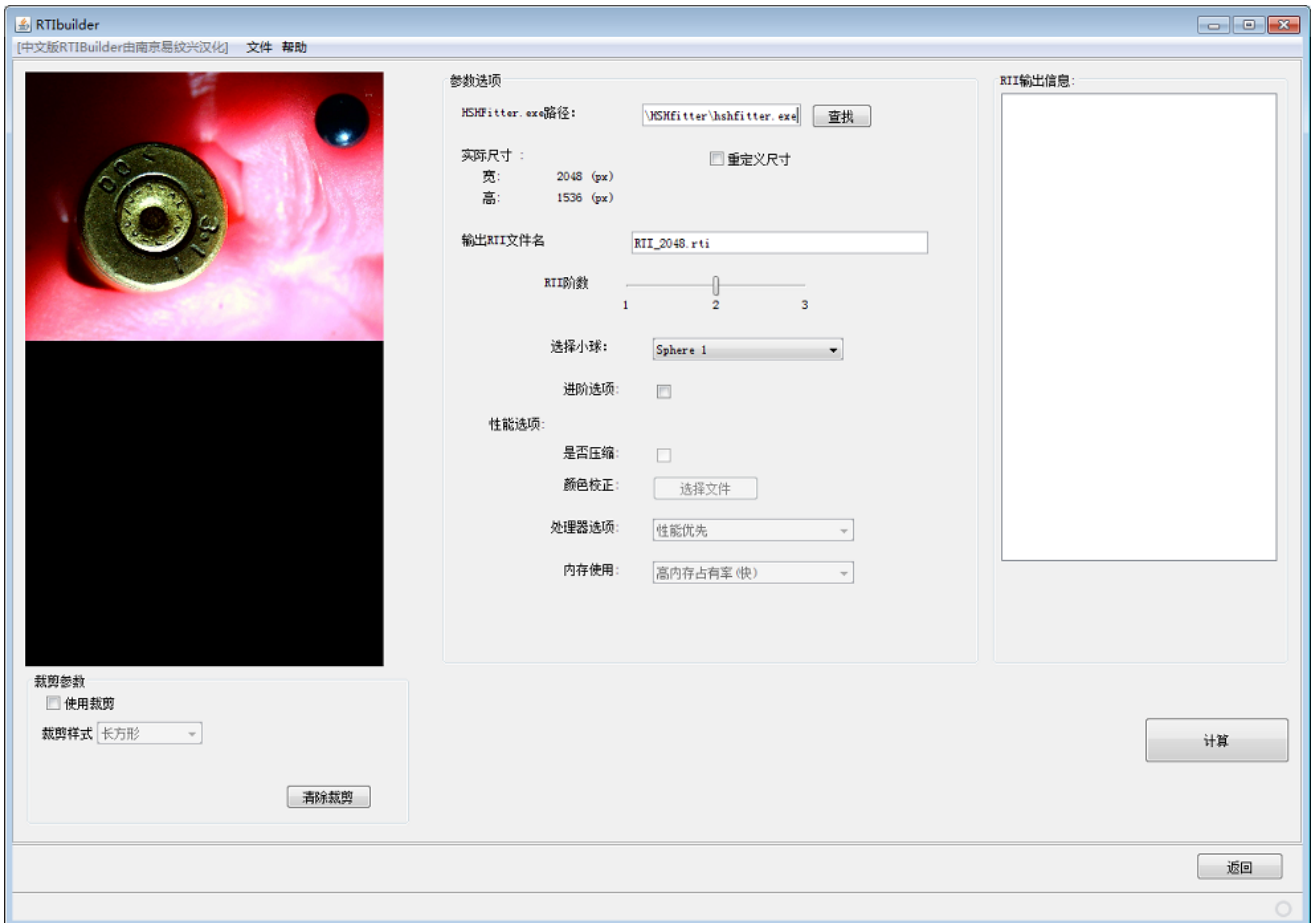 RTIbuilder
[中文版RTIBuilder由南京易纹兴汉化] 文件 帮助
参数选项
HSHFitter.exe路径: \HSHfitter\hshfitter.exe 查找
实际尺寸 : 重定义尺寸
宽: 2048 (px)
高: 1536 (px)
输出RTI文件名 RTI_2048.rti
RTI阶数
1 2 3
选择小球: Sphere 1
进阶选项:
性能选项:
是否压缩:
颜色校正: 选择文件
处理器选项: 性能优先
内存使用: 高内存占有率(快)
RTI输出信息:
裁剪参数
使用裁剪
裁剪样式 长方形
清除裁剪
计算
返回